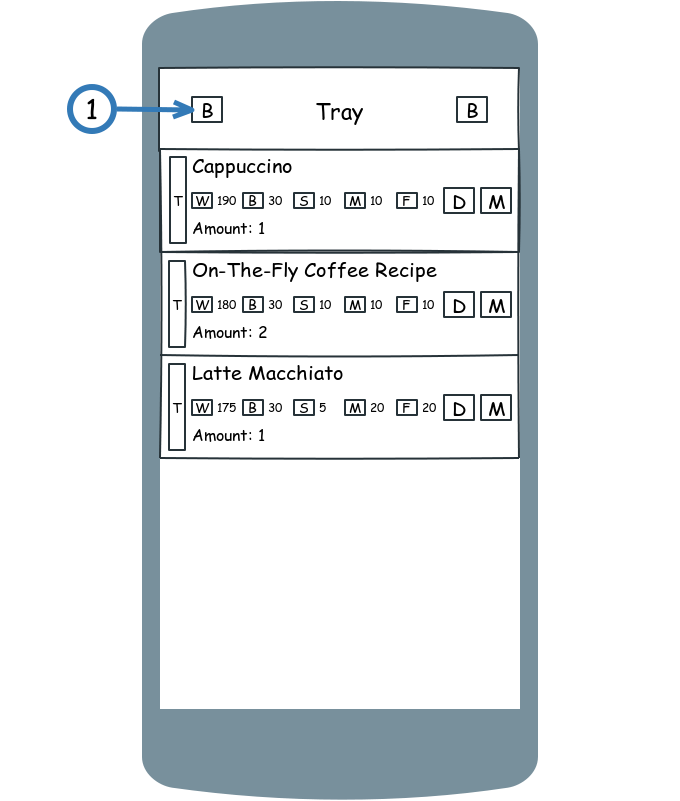 1
B Tray B
Cappuccino
T W 190 B 30 S 10 M 10 F 10 D M
Amount: 1
On-The-Fly Coffee Recipe
T W 180 B 30 S 10 M 10 F 10 D M
Amount: 2
Latte Macchiato
T W 175 B 30 S 5 M 20 F 20 D M
Amount: 1